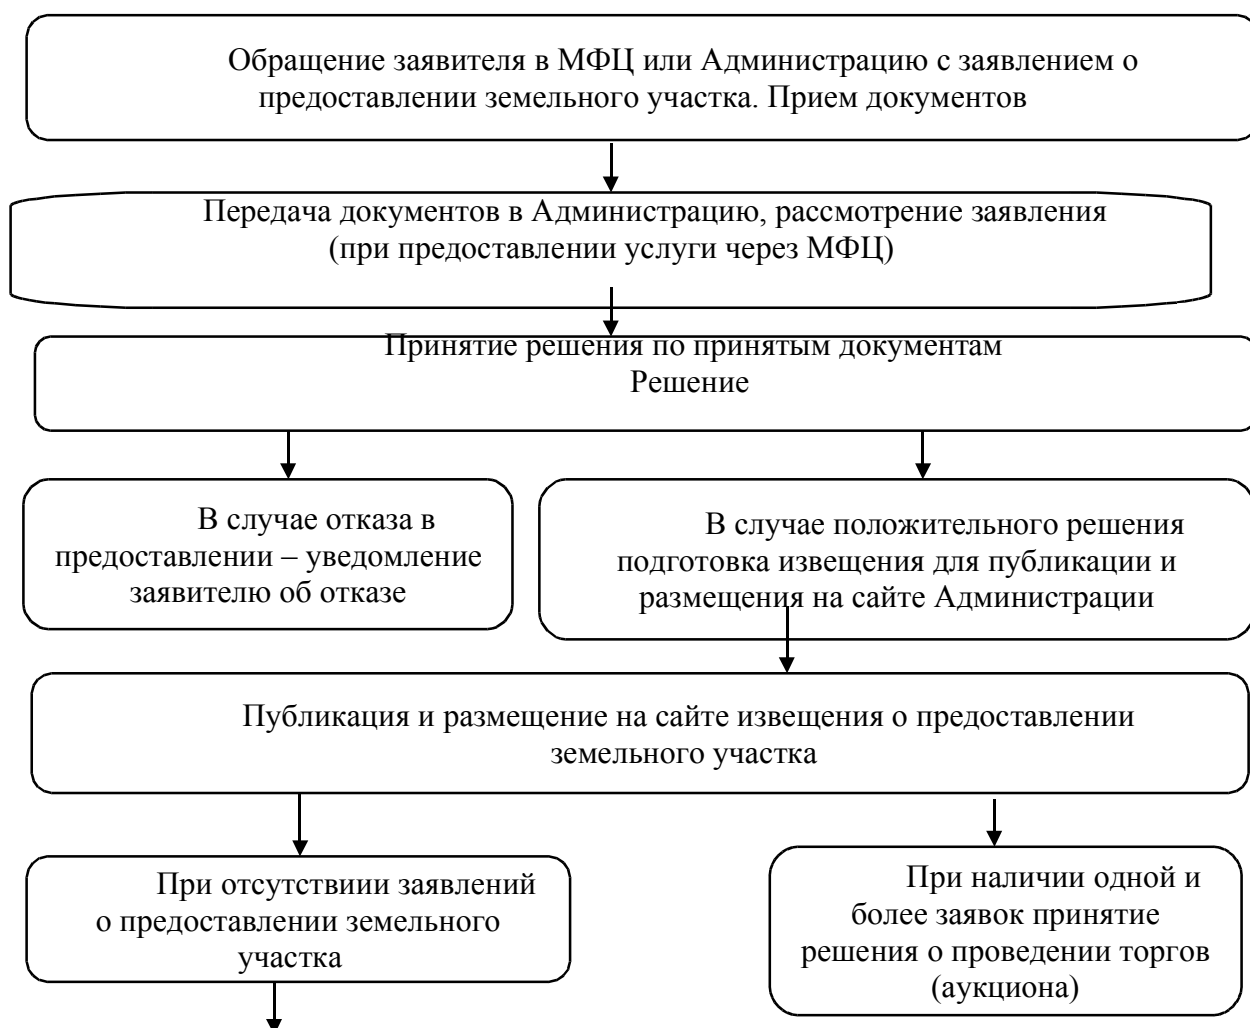 Обращение заявителя в МФЦ или Администрацию с заявлением о
предоставлении земельного участка. Прием документов
Передача документов в Администрацию, рассмотрение заявления
(при предоставлении услуги через МФЦ)
Принятие решения по принятым документам
Решение
В случае отказа в
предоставлении – уведомление
заявителю об отказе
В случае положительного решения
подготовка извещения для публикации и
размещения на сайте Администрации
Публикация и размещение на сайте извещения о предоставлении
земельного участка
При отсутствиии заявлений
о предоставлении земельного
участка
При наличии одной и
более заявок принятие
решения о проведении торгов
(аукциона)